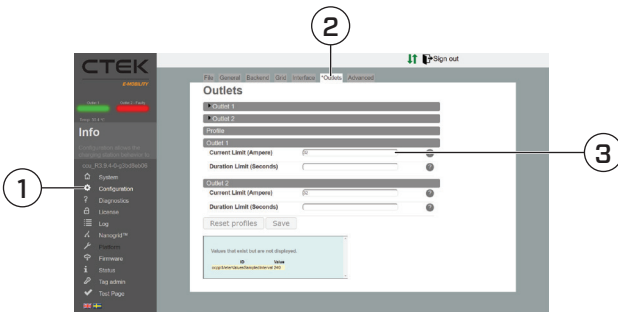 2
Sign out
CTEK
E-MOBILITY
File General Backend Grid Interface *Outlets Advanced
Outlets
Outlet 1
Outlet 2
Profile
Outlet 1
Current Limit (Ampere)
Duration Limit (Seconds)
Outlet 2
Current Limit (Ampere)
Duration Limit (Seconds)
Reset profiles Save
Values that exist but are not displayed.
ID Value
3
Info
1
System
Configuration
Diagnostics
License
Log
Nanogrid™
Platform
Firmware
Status
Tag admin
Test Page